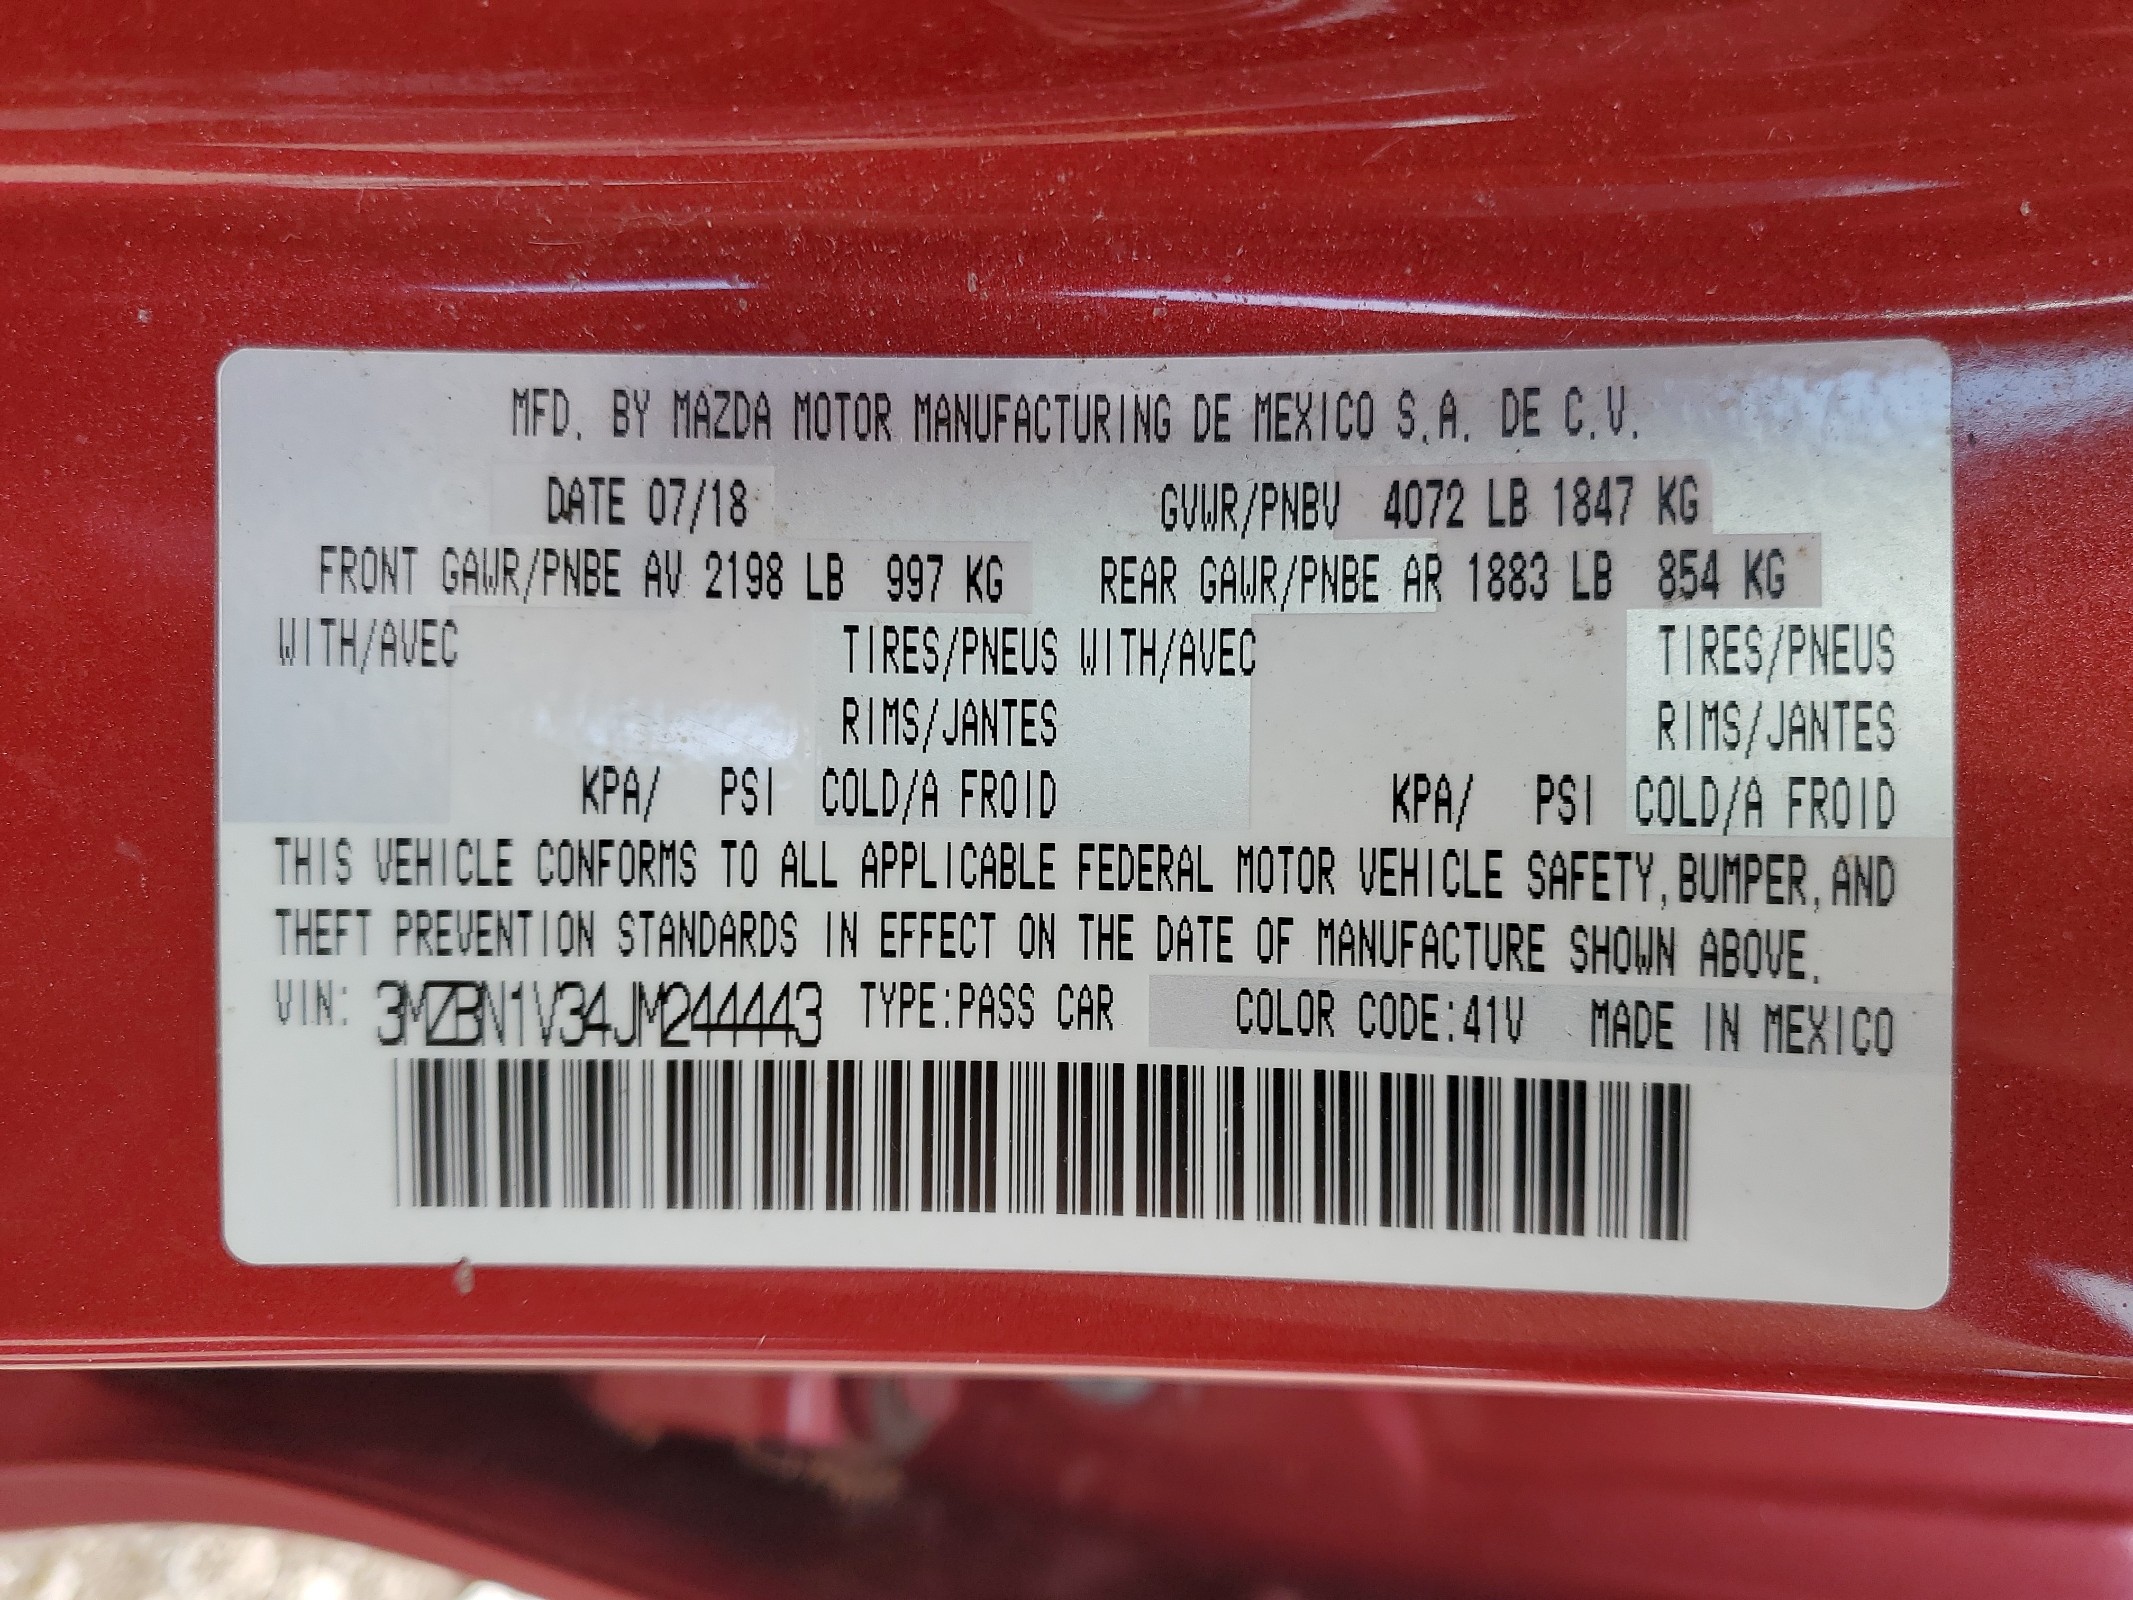 MFD. BY MAZDA MOTOR MANUFACTURING DE MEXICO S.A. DE C.V.
DATE 07/18 GVWR/PNBV 4072 LB 1847 KG
FRONT GAWR/PNBE AV 2198 LB 997 KG REAR GAWR/PNBE AR 1883 LB 854 KG
WITH/AVEC TIRES/PNEUS WITH/AVEC TIRES/PNEUS
RIMS/JANTES RIMS/JANTES
KPA/ PSI COLD/A FROID KPA/ PSI COLD/A FROID
THIS VEHICLE CONFORMS TO ALL APPLICABLE FEDERAL MOTOR VEHICLE SAFETY,BUMPER,AND
THEFT PREVENTION STANDARDS IN EFFECT ON THE DATE OF MANUFACTURE SHOWN ABOVE.
VIN: 3MZBN1V34JM244443 TYPE:PASS CAR COLOR CODE:41V MADE IN MEXICO